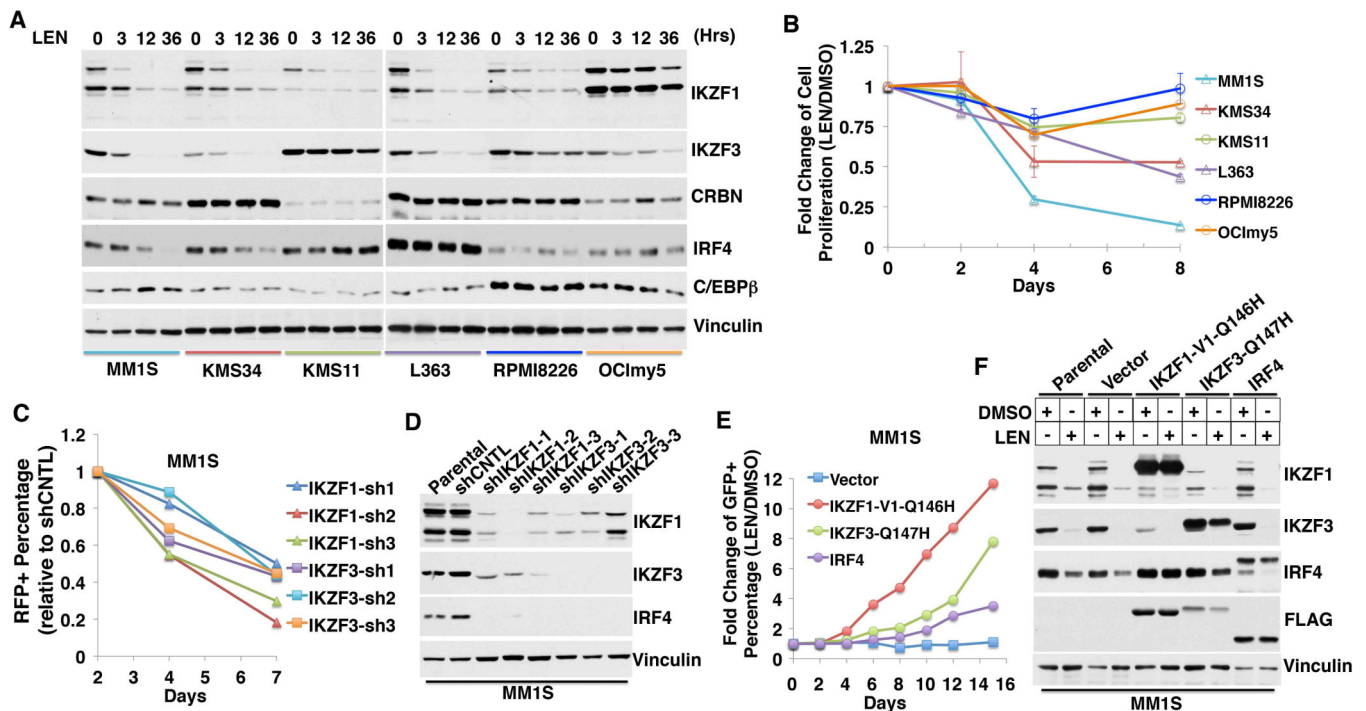 A
LEN 0 3 12 36 0 3 12 36 0 3 12 36 0 3 12 36 0 3 12 36 0 3 12 36 (Hrs)
IKZF1
IKZF3
CRBN
IRF4
C/EBPβ
Vinculin
MM1S KMS34 KMS11 L363 RPMI8226 OCImy5
B
Fold Change of Cell
Proliferation (LEN/DMSO)
1.25
1
0.75
0.5
0.25
0
0 2 4 6 8
Days
MM1S
KMS34
KMS11
L363
RPMI8226
OCImy5
C
MM1S
RFP+ Percentage
(relative to shCNTL)
1.2
1
0.8
0.6
0.4
0.2
0
2 3 4 5 6 7
Days
IKZF1-sh1
IKZF1-sh2
IKZF1-sh3
IKZF3-sh1
IKZF3-sh2
IKZF3-sh3
D
Parental
shCNTL
shIKZF1-1
shIKZF1-2
shIKZF1-3
shIKZF3-1
shIKZF3-2
shIKZF3-3
IKZF1
IKZF3
IRF4
Vinculin
MM1S
E
MM1S
Fold Change of GFP+
Percentage (LEN/DMSO)
12
10
8
6
4
2
0
0 2 4 6 8 10 12 14 16
Days
Vector
IKZF1-V1-Q146H
IKZF3-Q147H
IRF4
F
Parental
Vector
IKZF1-V1-Q146H
IKZF3-Q147H
IRF4
DMSO + - + - + - + - + -
LEN - + - + - + - + - +
IKZF1
IKZF3
IRF4
FLAG
Vinculin
MM1S